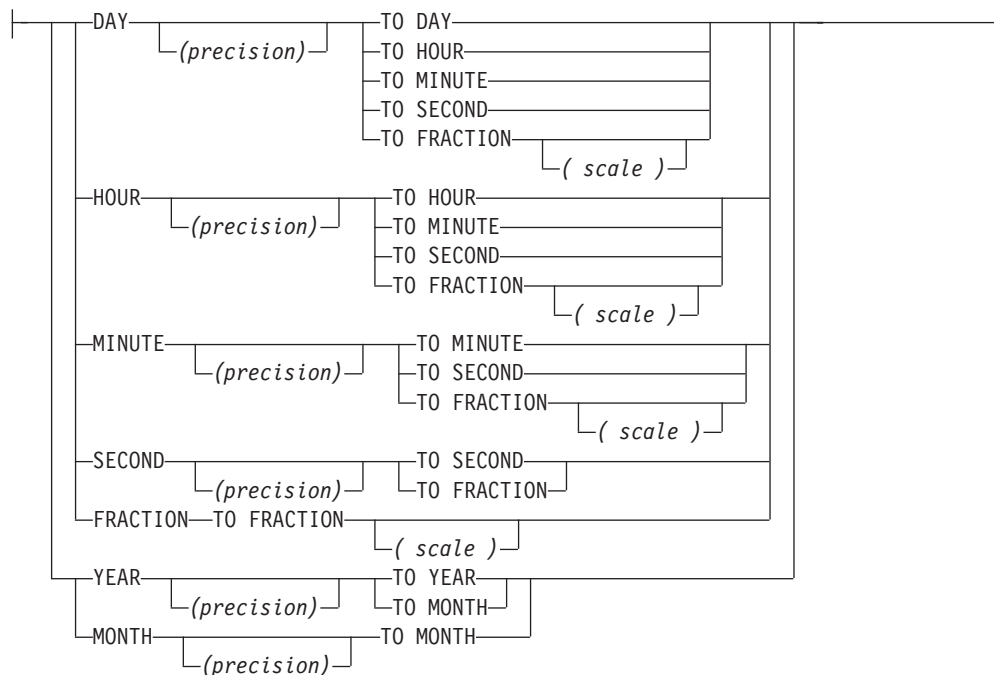 DAY TO DAY
(precision) TO HOUR
TO MINUTE
TO SECOND
TO FRACTION
( scale )
HOUR TO HOUR
(precision) TO MINUTE
TO SECOND
TO FRACTION
( scale )
MINUTE TO MINUTE
(precision) TO SECOND
TO FRACTION
( scale )
SECOND TO SECOND
(precision) TO FRACTION
FRACTION TO FRACTION
( scale )
YEAR TO YEAR
(precision) TO MONTH
MONTH TO MONTH
(precision)